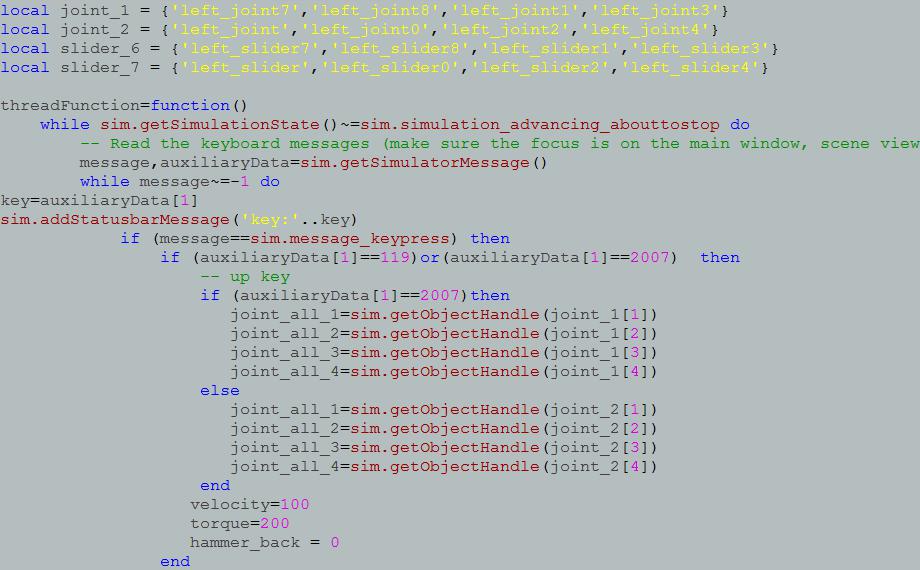 local joint_1 = {'left_joint7','left_joint8','left_joint1','left_joint3'}
local joint_2 = {'left_joint','left_joint0','left_joint2','left_joint4'}
local slider_6 = {'left_slider7','left_slider8','left_slider1','left_slider3'}
local slider_7 = {'left_slider','left_slider0','left_slider2','left_slider4'}
threadFunction=function()
while sim.getSimulationState()~=sim.simulation_advancing_abouttostop do
-- Read the keyboard messages (make sure the focus is on the main window, scene view
message,auxiliaryData=sim.getSimulatorMessage()
while message~=-1 do
key=auxiliaryData[1]
sim.addStatusbarMessage('key:'..key)
if (message==sim.message_keypress) then
if (auxiliaryData[1]==119)or(auxiliaryData[1]==2007)  then
-- up key
if (auxiliaryData[1]==2007)then
joint_all_1=sim.getObjectHandle(joint_1[1])
joint_all_2=sim.getObjectHandle(joint_1[2])
joint_all_3=sim.getObjectHandle(joint_1[3])
joint_all_4=sim.getObjectHandle(joint_1[4])
else
joint_all_1=sim.getObjectHandle(joint_2[1])
joint_all_2=sim.getObjectHandle(joint_2[2])
joint_all_3=sim.getObjectHandle(joint_2[3])
joint_all_4=sim.getObjectHandle(joint_2[4])
end
velocity=100
torque=200
hammer_back = 0
end